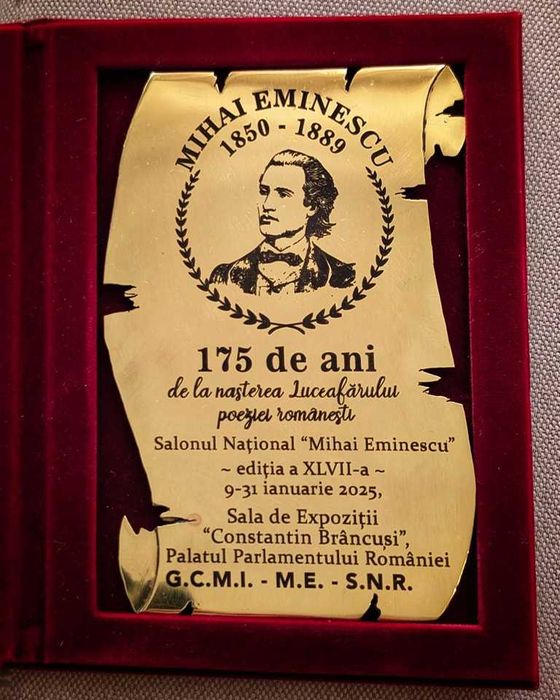 MIHAI EMINESCU
1850 - 1889
175 de ani
de la nașterea Luceafărului
poeziei românești
Salonul Național “Mihai Eminescu”
~ ediția a XLVII-a ~
9-31 ianuarie 2025,
Sala de Expoziții
“Constantin Brâncuși”,
Palatul Parlamentului României
G.C.M.I. - M.E. - S.N.R.